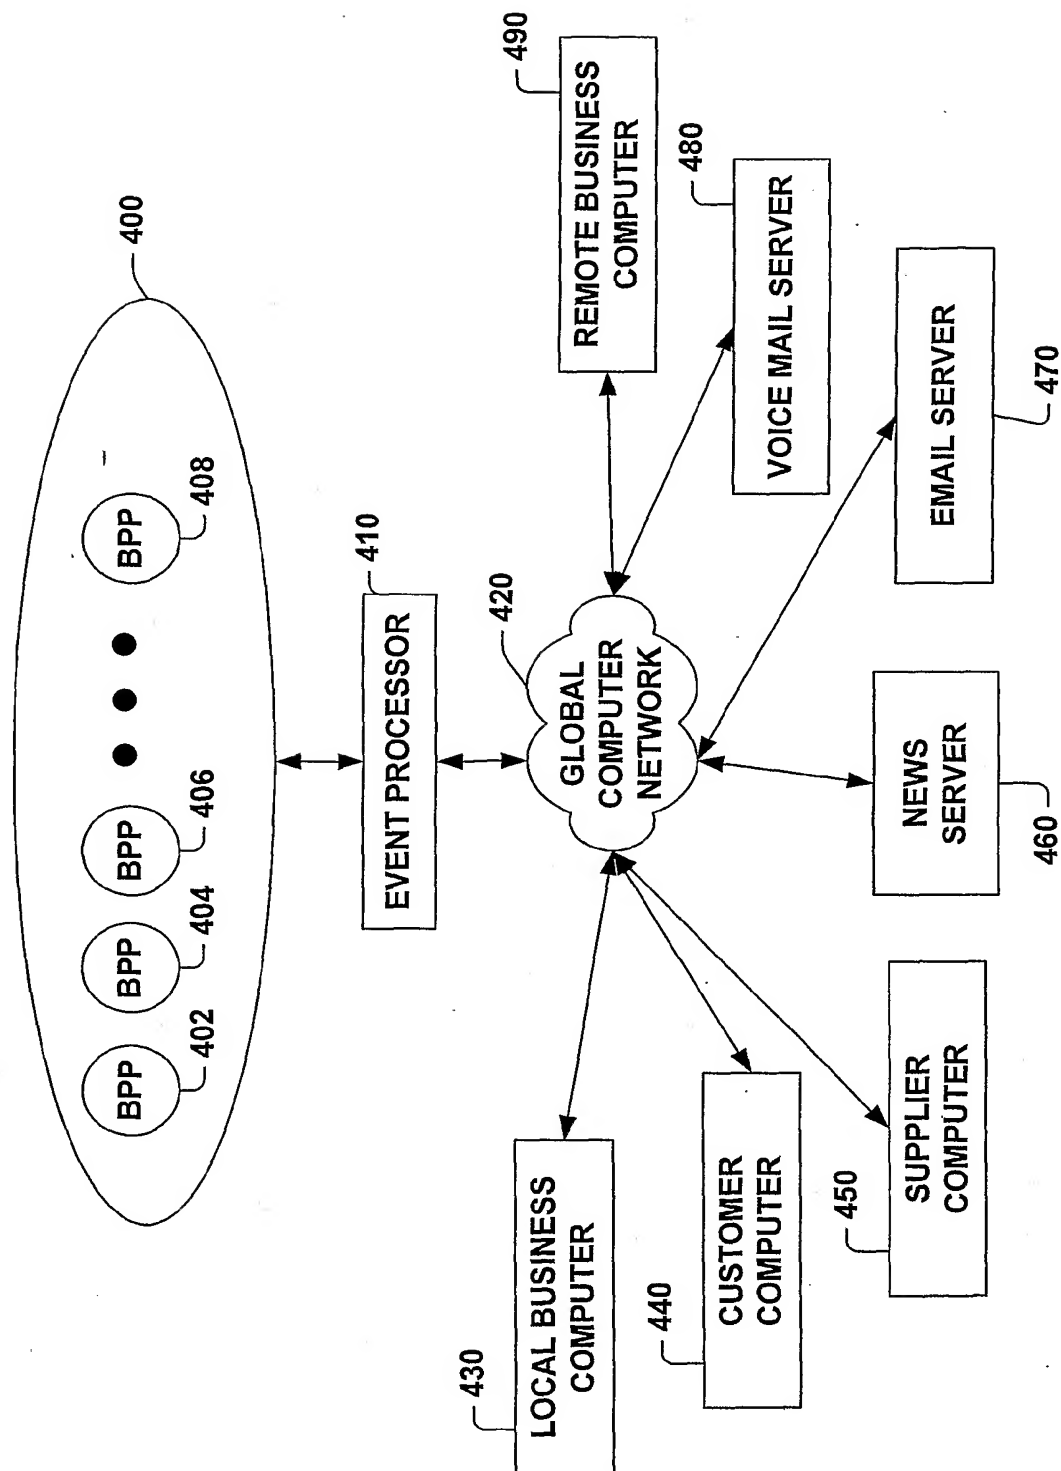 400
BPP
402
BPP
404
BPP
406
BPP
408
EVENT PROCESSOR
410
420
GLOBAL
COMPUTER
NETWORK
430
LOCAL BUSINESS
COMPUTER
490
REMOTE BUSINESS
COMPUTER
440
CUSTOMER
COMPUTER
480
VOICE MAIL SERVER
450
SUPPLIER
COMPUTER
NEWS
SERVER
460
EMAIL SERVER
470